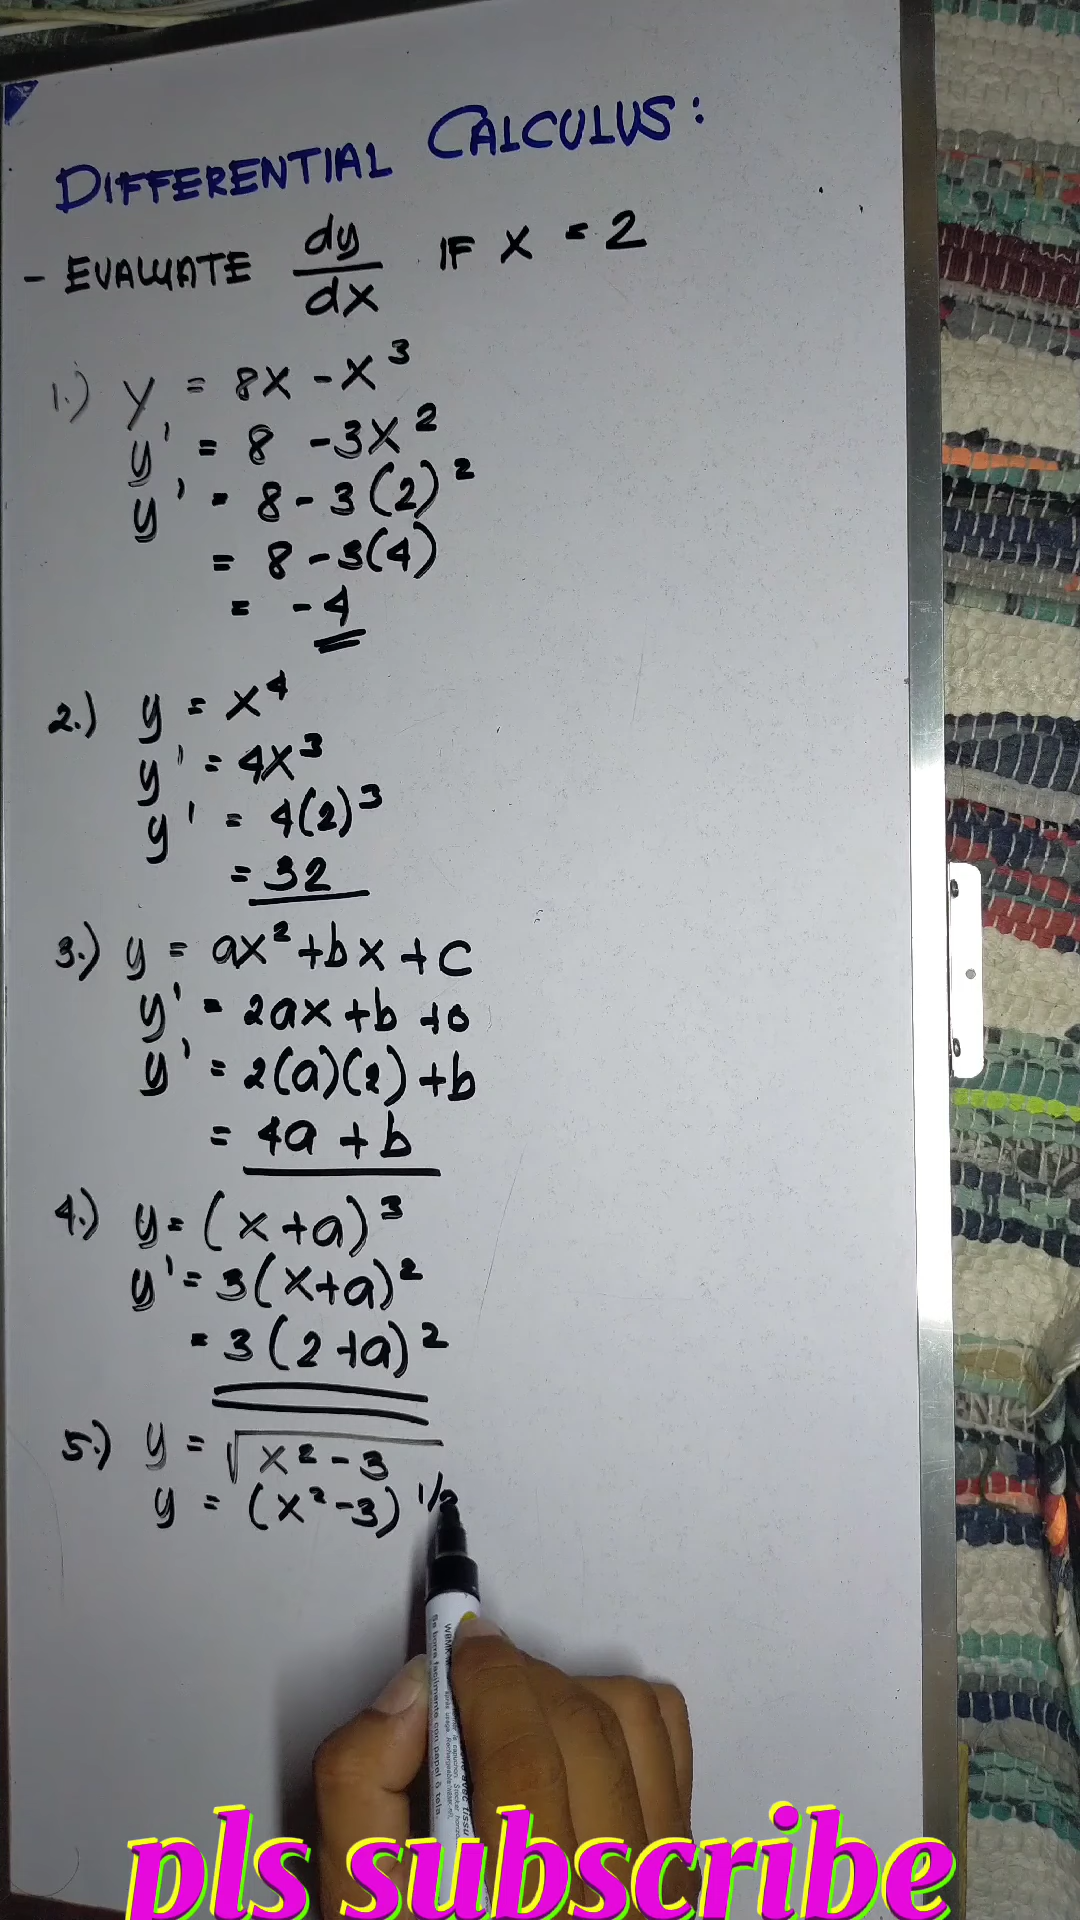 DIFFERENTIAL CALCULUS:
- EVALUATE dy/dx IF X = 2
1.) y = 8x - x³
y' = 8 - 3x²
y' = 8 - 3(2)²
= 8 - 3(4)
= -4
2.) y = x⁴
y' = 4x³
y' = 4(2)³
= 32
3.) y = ax² + bx + c
y' = 2ax + b + 0
y' = 2(a)(2) + b
= 4a + b
4.) y = (x + a)³
y' = 3(x + a)²
= 3(2 + a)²
5.) y = √x² - 3
y = (x² - 3) 1/2
pls subscribe